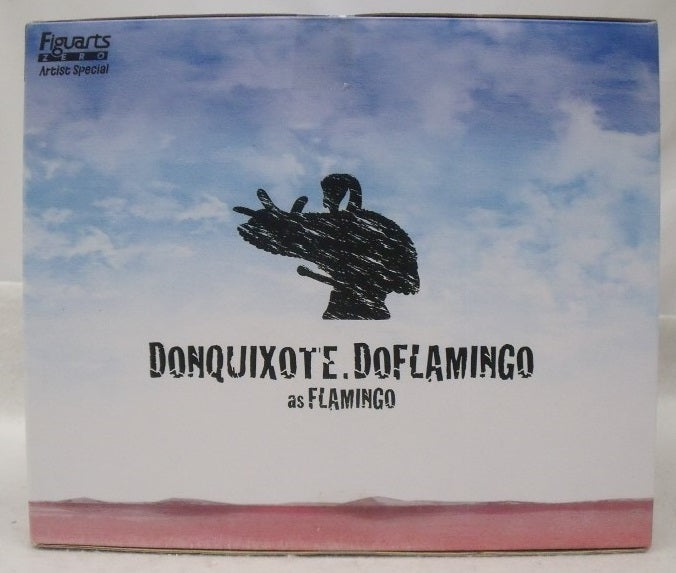 Figuarts
ZERO
Artist Special
DONQUIXOTE.DOFLAMINGO
as FLAMINGO